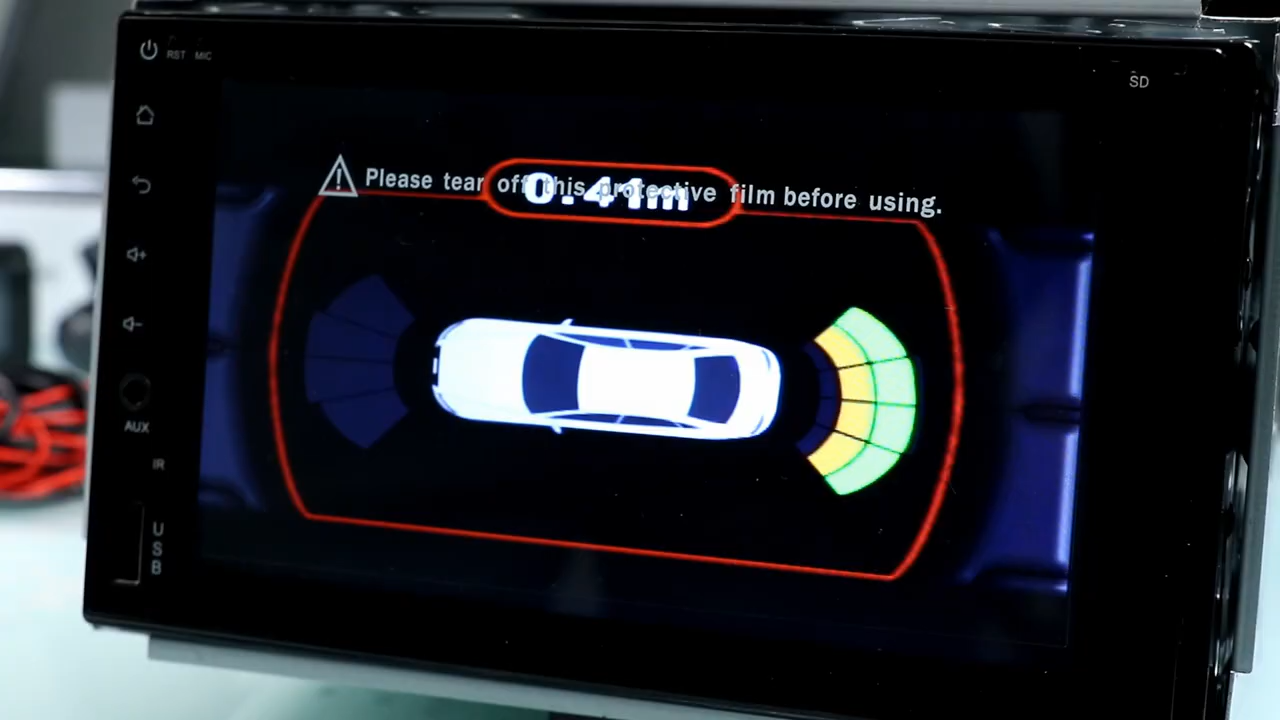 RST MIC
SD
Please tear off this protective film before using.
0.41m
AUX
IR
USB